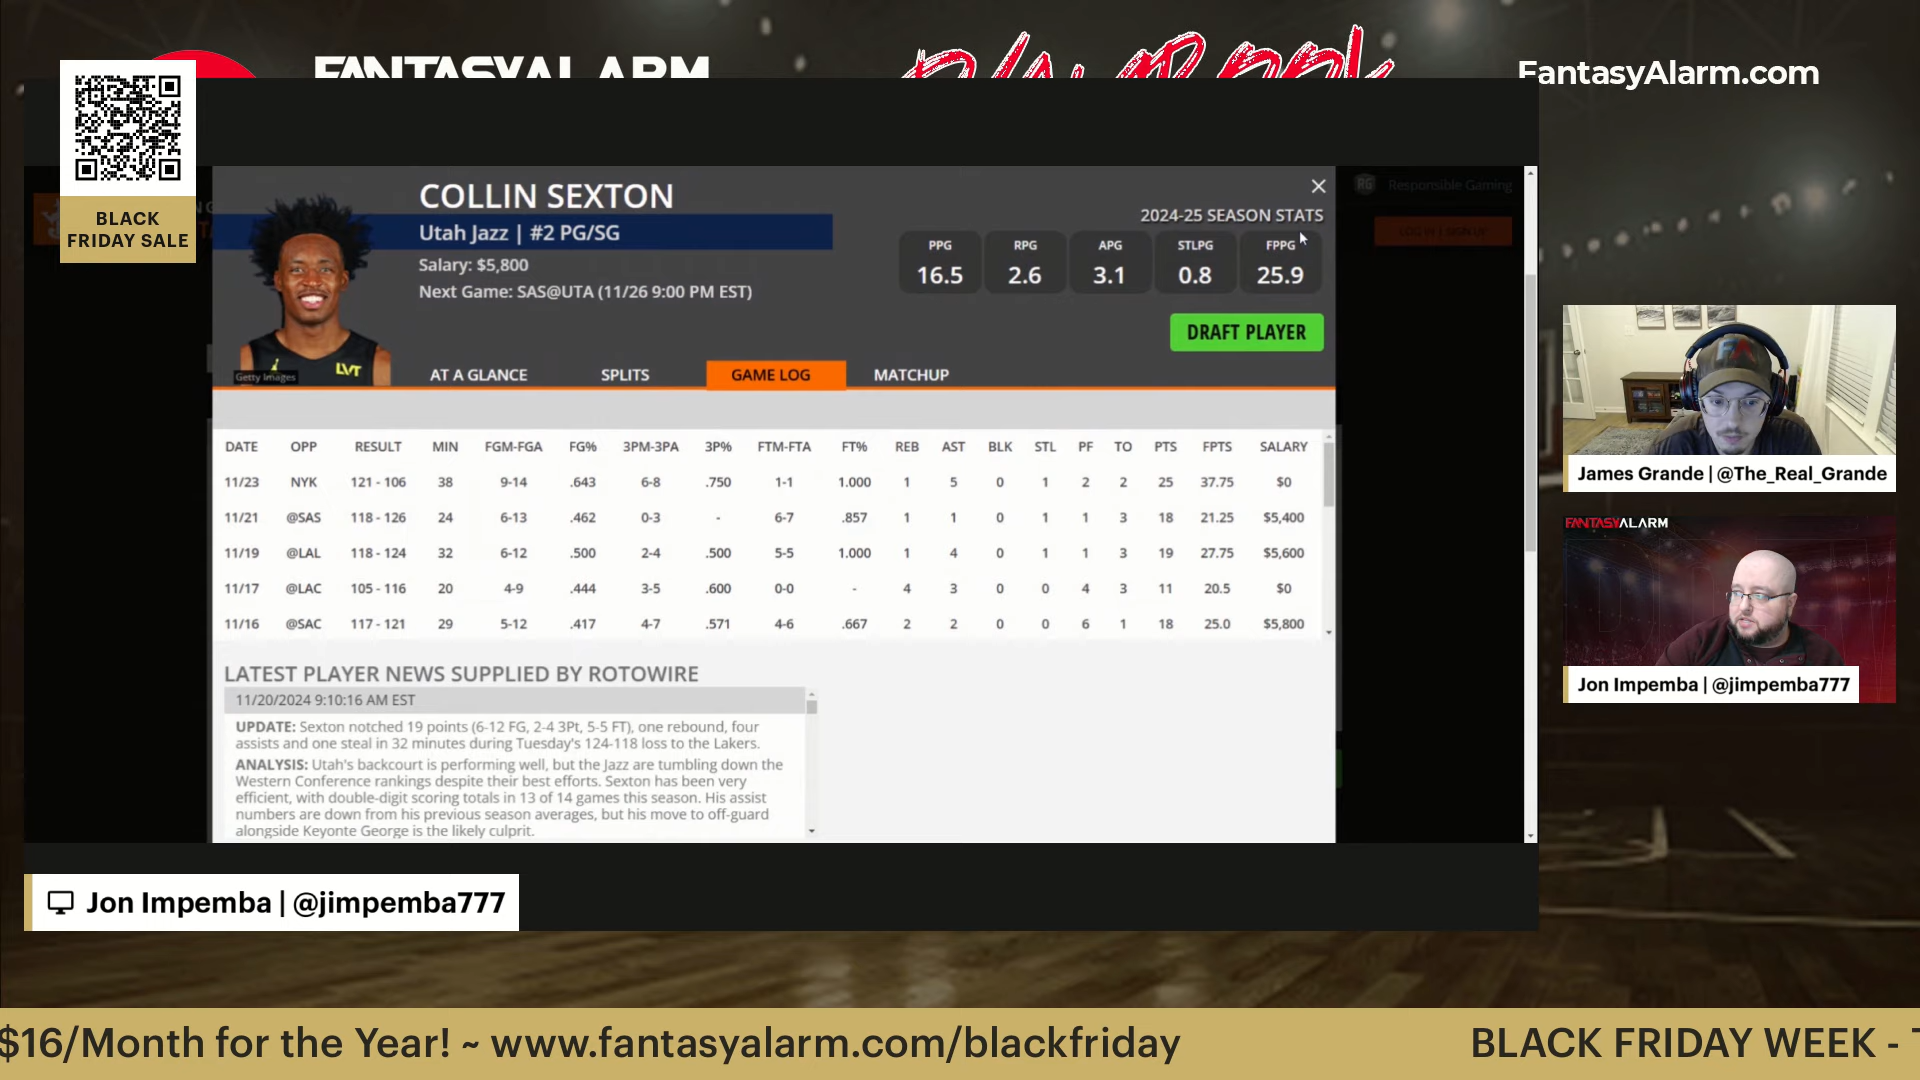 FANTASYALARM
FantasyAlarm.com
BLACK
FRIDAY SALE
COLLIN SEXTON
Utah Jazz | #2 PG/SG
Salary: $5,800
Next Game: SAS@UTA (11/26 9:00 PM EST)
Getty Images
LVT
RG Responsible Gaming
LOG IN | SIGN UP
2024-25 SEASON STATS
PPG RPG APG STLPG FPPG
16.5 2.6 3.1 0.8 25.9
DRAFT PLAYER
AT A GLANCE SPLITS GAME LOG MATCHUP
DATE OPP RESULT MIN FGM-FGA FG% 3PM-3PA 3P% FTM-FTA FT% REB AST BLK STL PF TO PTS FPTS SALARY
11/23 NYK 121 - 106 38 9-14 .643 6-8 .750 1-1 1.000 1 5 0 1 2 2 25 37.75 $0
11/21 @SAS 118 - 126 24 6-13 .462 0-3 - 6-7 .857 1 1 0 1 1 3 18 21.25 $5,400
11/19 @LAL 118 - 124 32 6-12 .500 2-4 .500 5-5 1.000 1 4 0 1 1 3 19 27.75 $5,600
11/17 @LAC 105 - 116 20 4-9 .444 3-5 .600 0-0 - 4 3 0 0 4 3 11 20.5 $0
11/16 @SAC 117 - 121 29 5-12 .417 4-7 .571 4-6 .667 2 2 0 0 6 1 18 25.0 $5,800
LATEST PLAYER NEWS SUPPLIED BY ROTOWIRE
11/20/2024 9:10:16 AM EST
UPDATE: Sexton notched 19 points (6-12 FG, 2-4 3Pt, 5-5 FT), one rebound, four
assists and one steal in 32 minutes during Tuesday's 124-118 loss to the Lakers.
ANALYSIS: Utah's backcourt is performing well, but the Jazz are tumbling down the
Western Conference rankings despite their best efforts. Sexton has been very
efficient, with double-digit scoring totals in 13 of 14 games this season. His assist
numbers are down from his previous season averages, but his move to off-guard
alongside Keyonte George is the likely culprit.
James Grande | @The_Real_Grande
FANTASYALARM
Jon Impemba | @jimpemba777
Jon Impemba | @jimpemba777
$16/Month for the Year! ~ www.fantasyalarm.com/blackfriday BLACK FRIDAY WEEK -